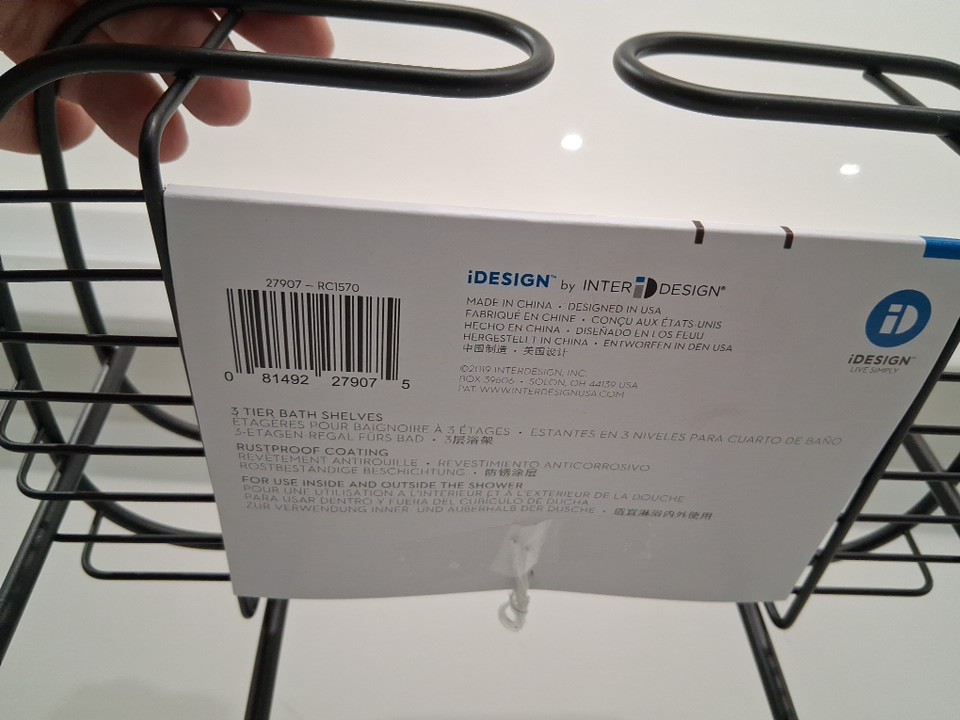 27907 - RC1570
0 81492 27907 5
iDESIGN™ by INTERDESIGN®
MADE IN CHINA • DESIGNED IN USA
FABRIQUÉ EN CHINE • CONÇU AUX ÉTATS-UNIS
HECHO EN CHINA • DISEÑADO EN LOS EEUU
HERGESTELLT IN CHINA • ENTWORFEN IN DEN USA
中国制造 • 美国设计
©2019 INTERDESIGN, INC.
BOX 39606 • SOLON, OH 44139 USA
PAT. WWW.INTERDESIGNUSA.COM
iD
iDESIGN™
LIVE SIMPLY
3 TIER BATH SHELVES
ÉTAGÈRES POUR BAIGNOIRE À 3 ÉTAGES • ESTANTES EN 3 NIVELES PARA CUARTO DE BAÑO
3-ETAGEN REGAL FÜRS BAD • 3层浴架
RUSTPROOF COATING
REVÊTEMENT ANTIROUILLE • REVESTIMIENTO ANTICORROSIVO
ROSTBESTÄNDIGE BESCHICHTUNG • 防锈涂层
FOR USE INSIDE AND OUTSIDE THE SHOWER
POUR UNE UTILISATION À L'INTÉRIEUR ET À L'EXTÉRIEUR DE LA DOUCHE
PARA USAR DENTRO Y FUERA DEL CUBÍCULO DE DUCHA
ZUR VERWENDUNG INNER- UND AUßERHALB DER DUSCHE • 淋浴内外使用